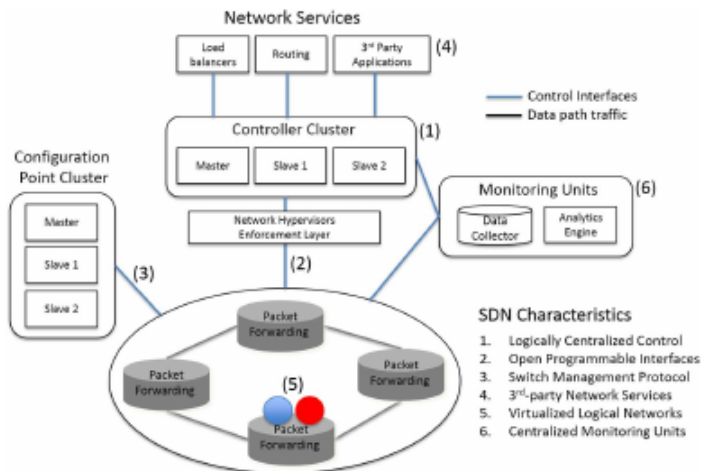 Network Services
Load
balancers
Routing
3rd Party
Applications
(4)
Control Interfaces
Data path traffic
Controller Cluster
(1)
Master
Slave 1
Slave 2
Configuration
Point Cluster
Master
Slave 1
Slave 2
(3)
Network Hypervisors
Enforcement Layer
(2)
Monitoring Units
(6)
Data
Collector
Analytics
Engine
Packet
Forwarding
Packet
Forwarding
Packet
Forwarding
(5)
Packet
Forwarding
SDN Characteristics
1. Logically Centralized Control
2. Open Programmable Interfaces
3. Switch Management Protocol
4. 3rd-party Network Services
5. Virtualized Logical Networks
6. Centralized Monitoring Units